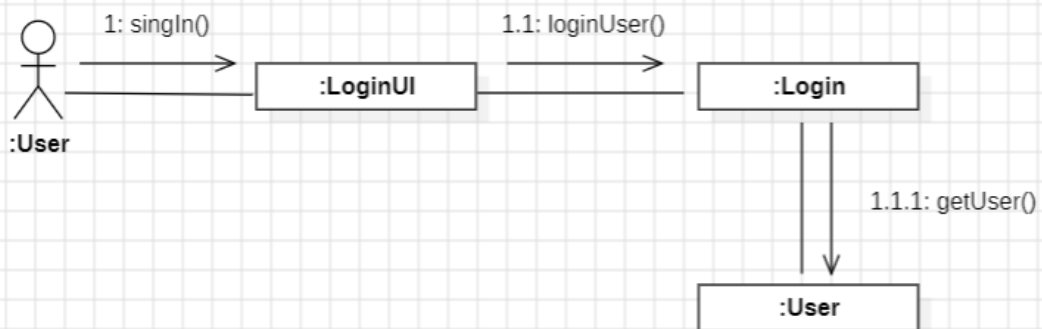 1: singIn()
1.1: loginUser()
:LoginUI
:Login
:User
1.1.1: getUser()
:User